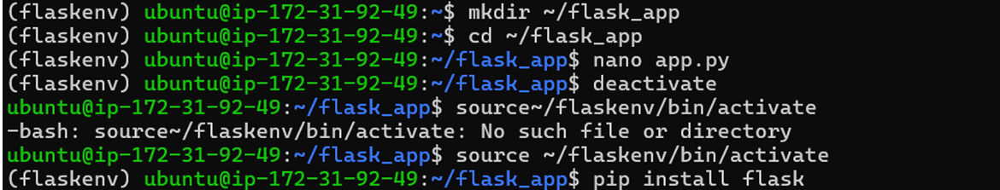 (flaskenv) ubuntu@ip-172-31-92-49:~$ mkdir ~/flask_app
(flaskenv) ubuntu@ip-172-31-92-49:~$ cd ~/flask_app
(flaskenv) ubuntu@ip-172-31-92-49:~/flask_app$ nano app.py
(flaskenv) ubuntu@ip-172-31-92-49:~/flask_app$ deactivate
ubuntu@ip-172-31-92-49:~/flask_app$ source~/flaskenv/bin/activate
-bash: source~/flaskenv/bin/activate: No such file or directory
ubuntu@ip-172-31-92-49:~/flask_app$ source ~/flaskenv/bin/activate
(flaskenv) ubuntu@ip-172-31-92-49:~/flask_app$ pip install flask